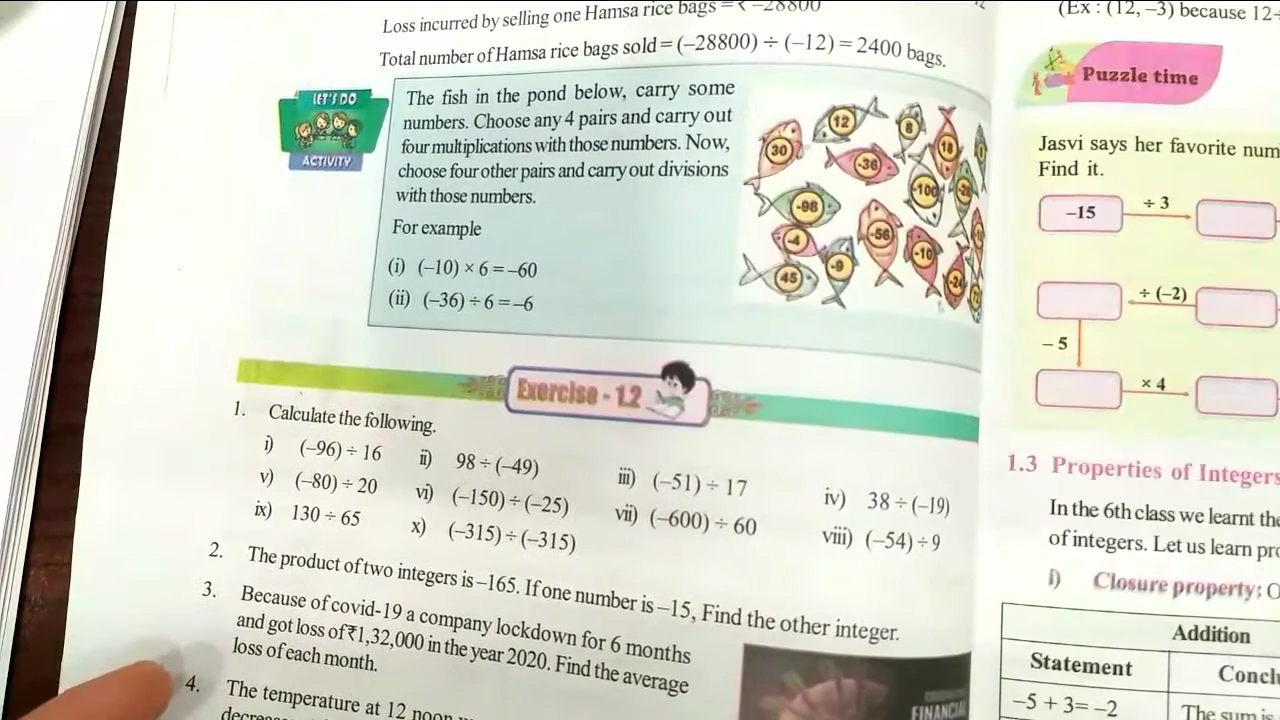 Loss incurred by selling one Hamsa rice bags = ₹ –28800
Total number of Hamsa rice bags sold = (–28800) ÷ (–12) = 2400 bags.
LET'S DO
ACTIVITY
The fish in the pond below, carry some
numbers. Choose any 4 pairs and carry out
four multiplications with those numbers. Now,
choose four other pairs and carry out divisions
with those numbers.
For example
(i) (–10) × 6 = –60
(ii) (–36) ÷ 6 = –6
12
8
30
-36
18
-100
-96
-56
-4
-10
-9
45
-24
Exercise - 1.2
1. Calculate the following.
i) (–96) ÷ 16 ii) 98 ÷ (–49) iii) (–51) ÷ 17 iv) 38 ÷ (–19)
v) (–80) ÷ 20 vi) (–150) ÷ (–25) vii) (–600) ÷ 60 viii) (–54) ÷ 9
ix) 130 ÷ 65 x) (–315) ÷ (–315)
2. The product of two integers is –165. If one number is –15, Find the other integer.
3. Because of covid-19 a company lockdown for 6 months
and got loss of ₹1,32,000 in the year 2020. Find the average
loss of each month.
4. The temperature at 12 noon
FINANCIAL
(Ex : (12, –3) because 12
Puzzle time
Jasvi says her favorite num
Find it.
–15 ÷ 3
÷ (–2)
– 5
× 4
1.3 Properties of Integers
In the 6th class we learnt the
of integers. Let us learn pro
i) Closure property:
Addition
Statement Conclu
–5 + 3 = –2 The sum is